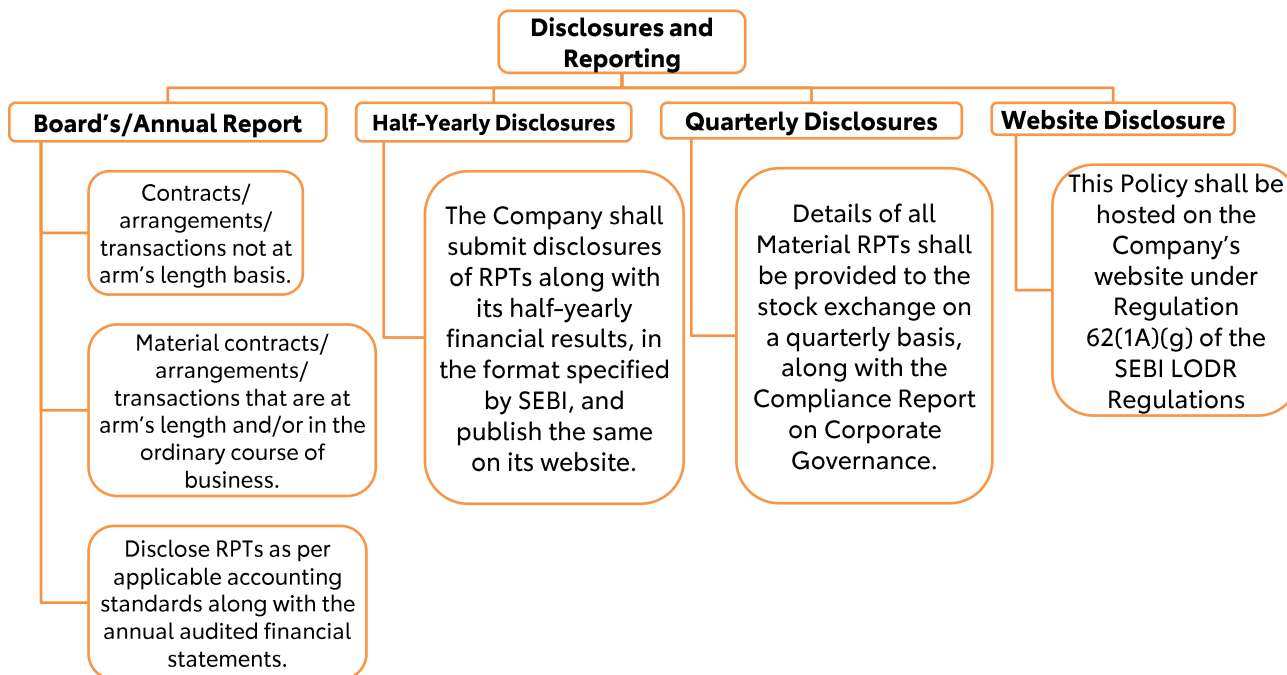 Disclosures and
Reporting
Board's/Annual Report
Contracts/
arrangements/
transactions not at
arm's length basis.
Material contracts/
arrangements/
transactions that are at
arm's length and/or in the
ordinary course of
business.
Disclose RPTs as per
applicable accounting
standards along with the
annual audited financial
statements.
Half-Yearly Disclosures
The Company shall
submit disclosures
of RPTs along with
its half-yearly
financial results, in
the format specified
by SEBI, and
publish the same
on its website.
Quarterly Disclosures
Details of all
Material RPTs shall
be provided to the
stock exchange on
a quarterly basis,
along with the
Compliance Report
on Corporate
Governance.
Website Disclosure
This Policy shall be
hosted on the
Company's
website under
Regulation
62(1A)(g) of the
SEBI LODR
Regulations